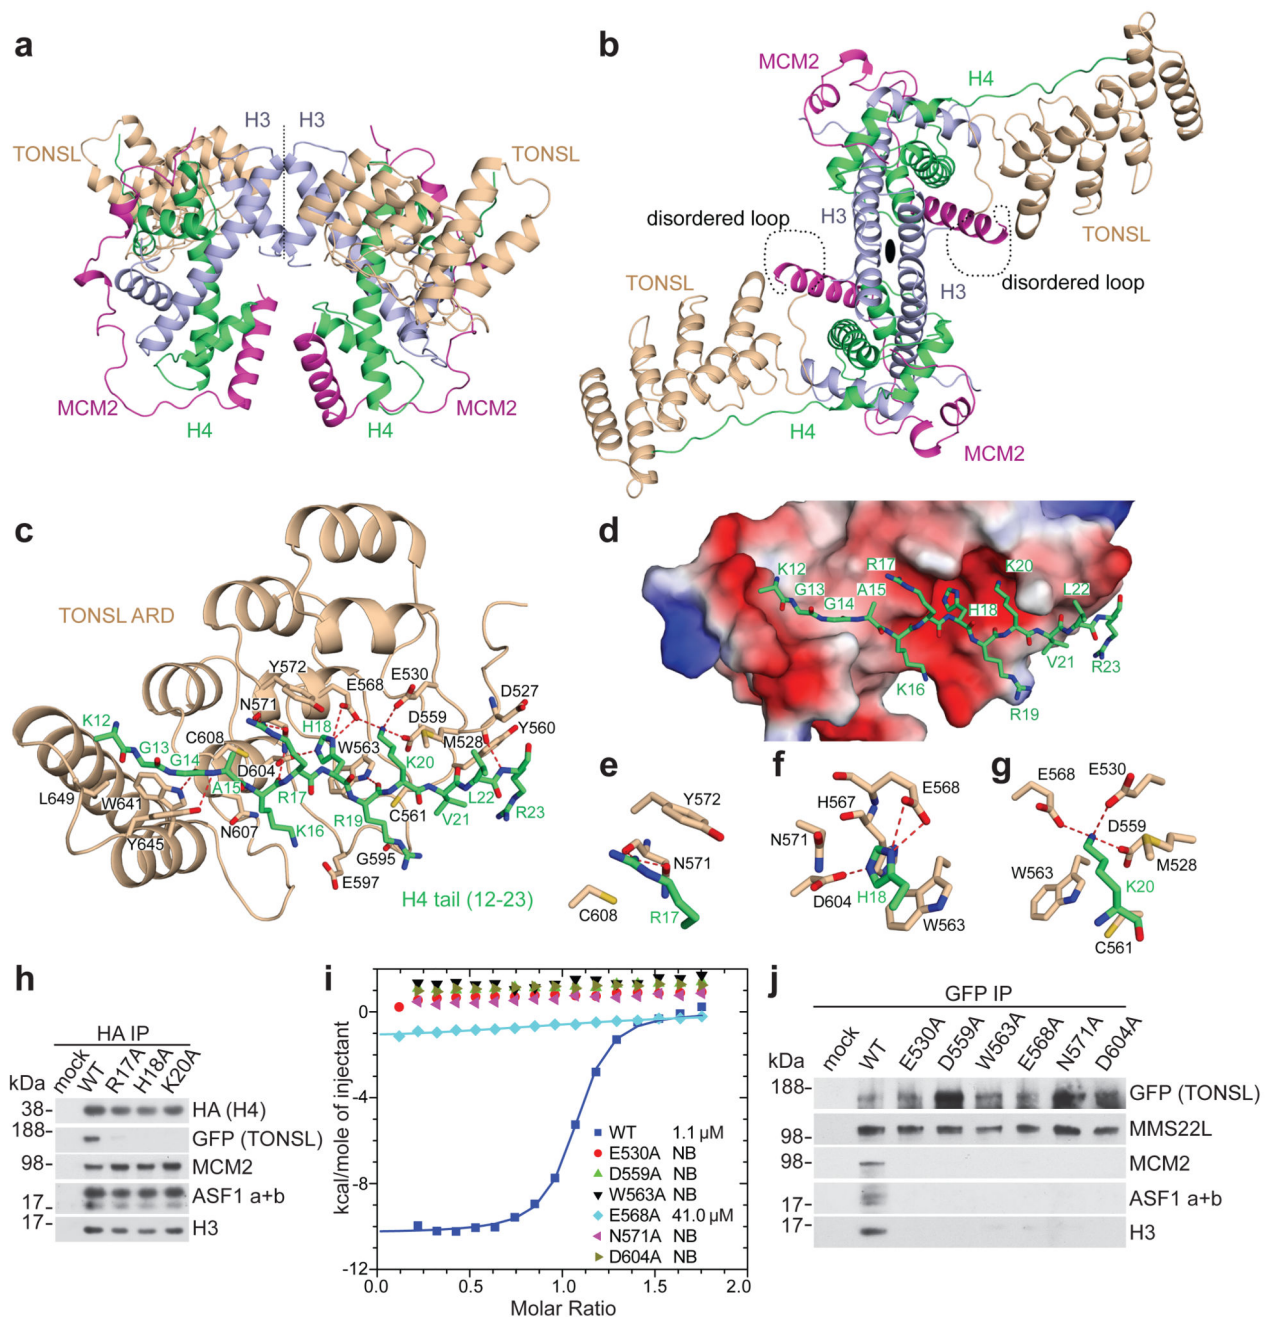 a
H3 H3
TONSL TONSL
MCM2 MCM2
H4 H4
b
MCM2 H4
disordered loop H3
TONSL
TONSL
H3 disordered loop
H4
MCM2
c
TONSL ARD
Y572 E568 E530
N571 D559 D527
K12 H18 Y560
G13 C608 W563 M528
G14 D604 K20
A15 R17 L22
L649 W641 R19 C561 V21 R23
N607 K16
Y645 G595
E597
H4 tail (12-23)
d
K12 R17 K20
G13 A15 L22
G14 H18
K16 V21 R23
R19
e
Y572
N571
C608 R17
f
E568
H567
N571
D604 H18
W563
g
E568 E530
D559
W563 M528
K20
C561
h
HA IP
kDa mock WT R17A H18A K20A
38- HA (H4)
188- GFP (TONSL)
98- MCM2
17- ASF1 a+b
17- H3
i
kcal/mole of injectant
0
-4
-8
-12
WT 1.1 µM
E530A NB
D559A NB
W563A NB
E568A 41.0 µM
N571A NB
D604A NB
0.0 0.5 1.0 1.5 2.0
Molar Ratio
j
GFP IP
kDa mock WT E530A D559A W563A E568A N571A D604A
188- GFP (TONSL)
98- MMS22L
98- MCM2
17- ASF1 a+b
17- H3